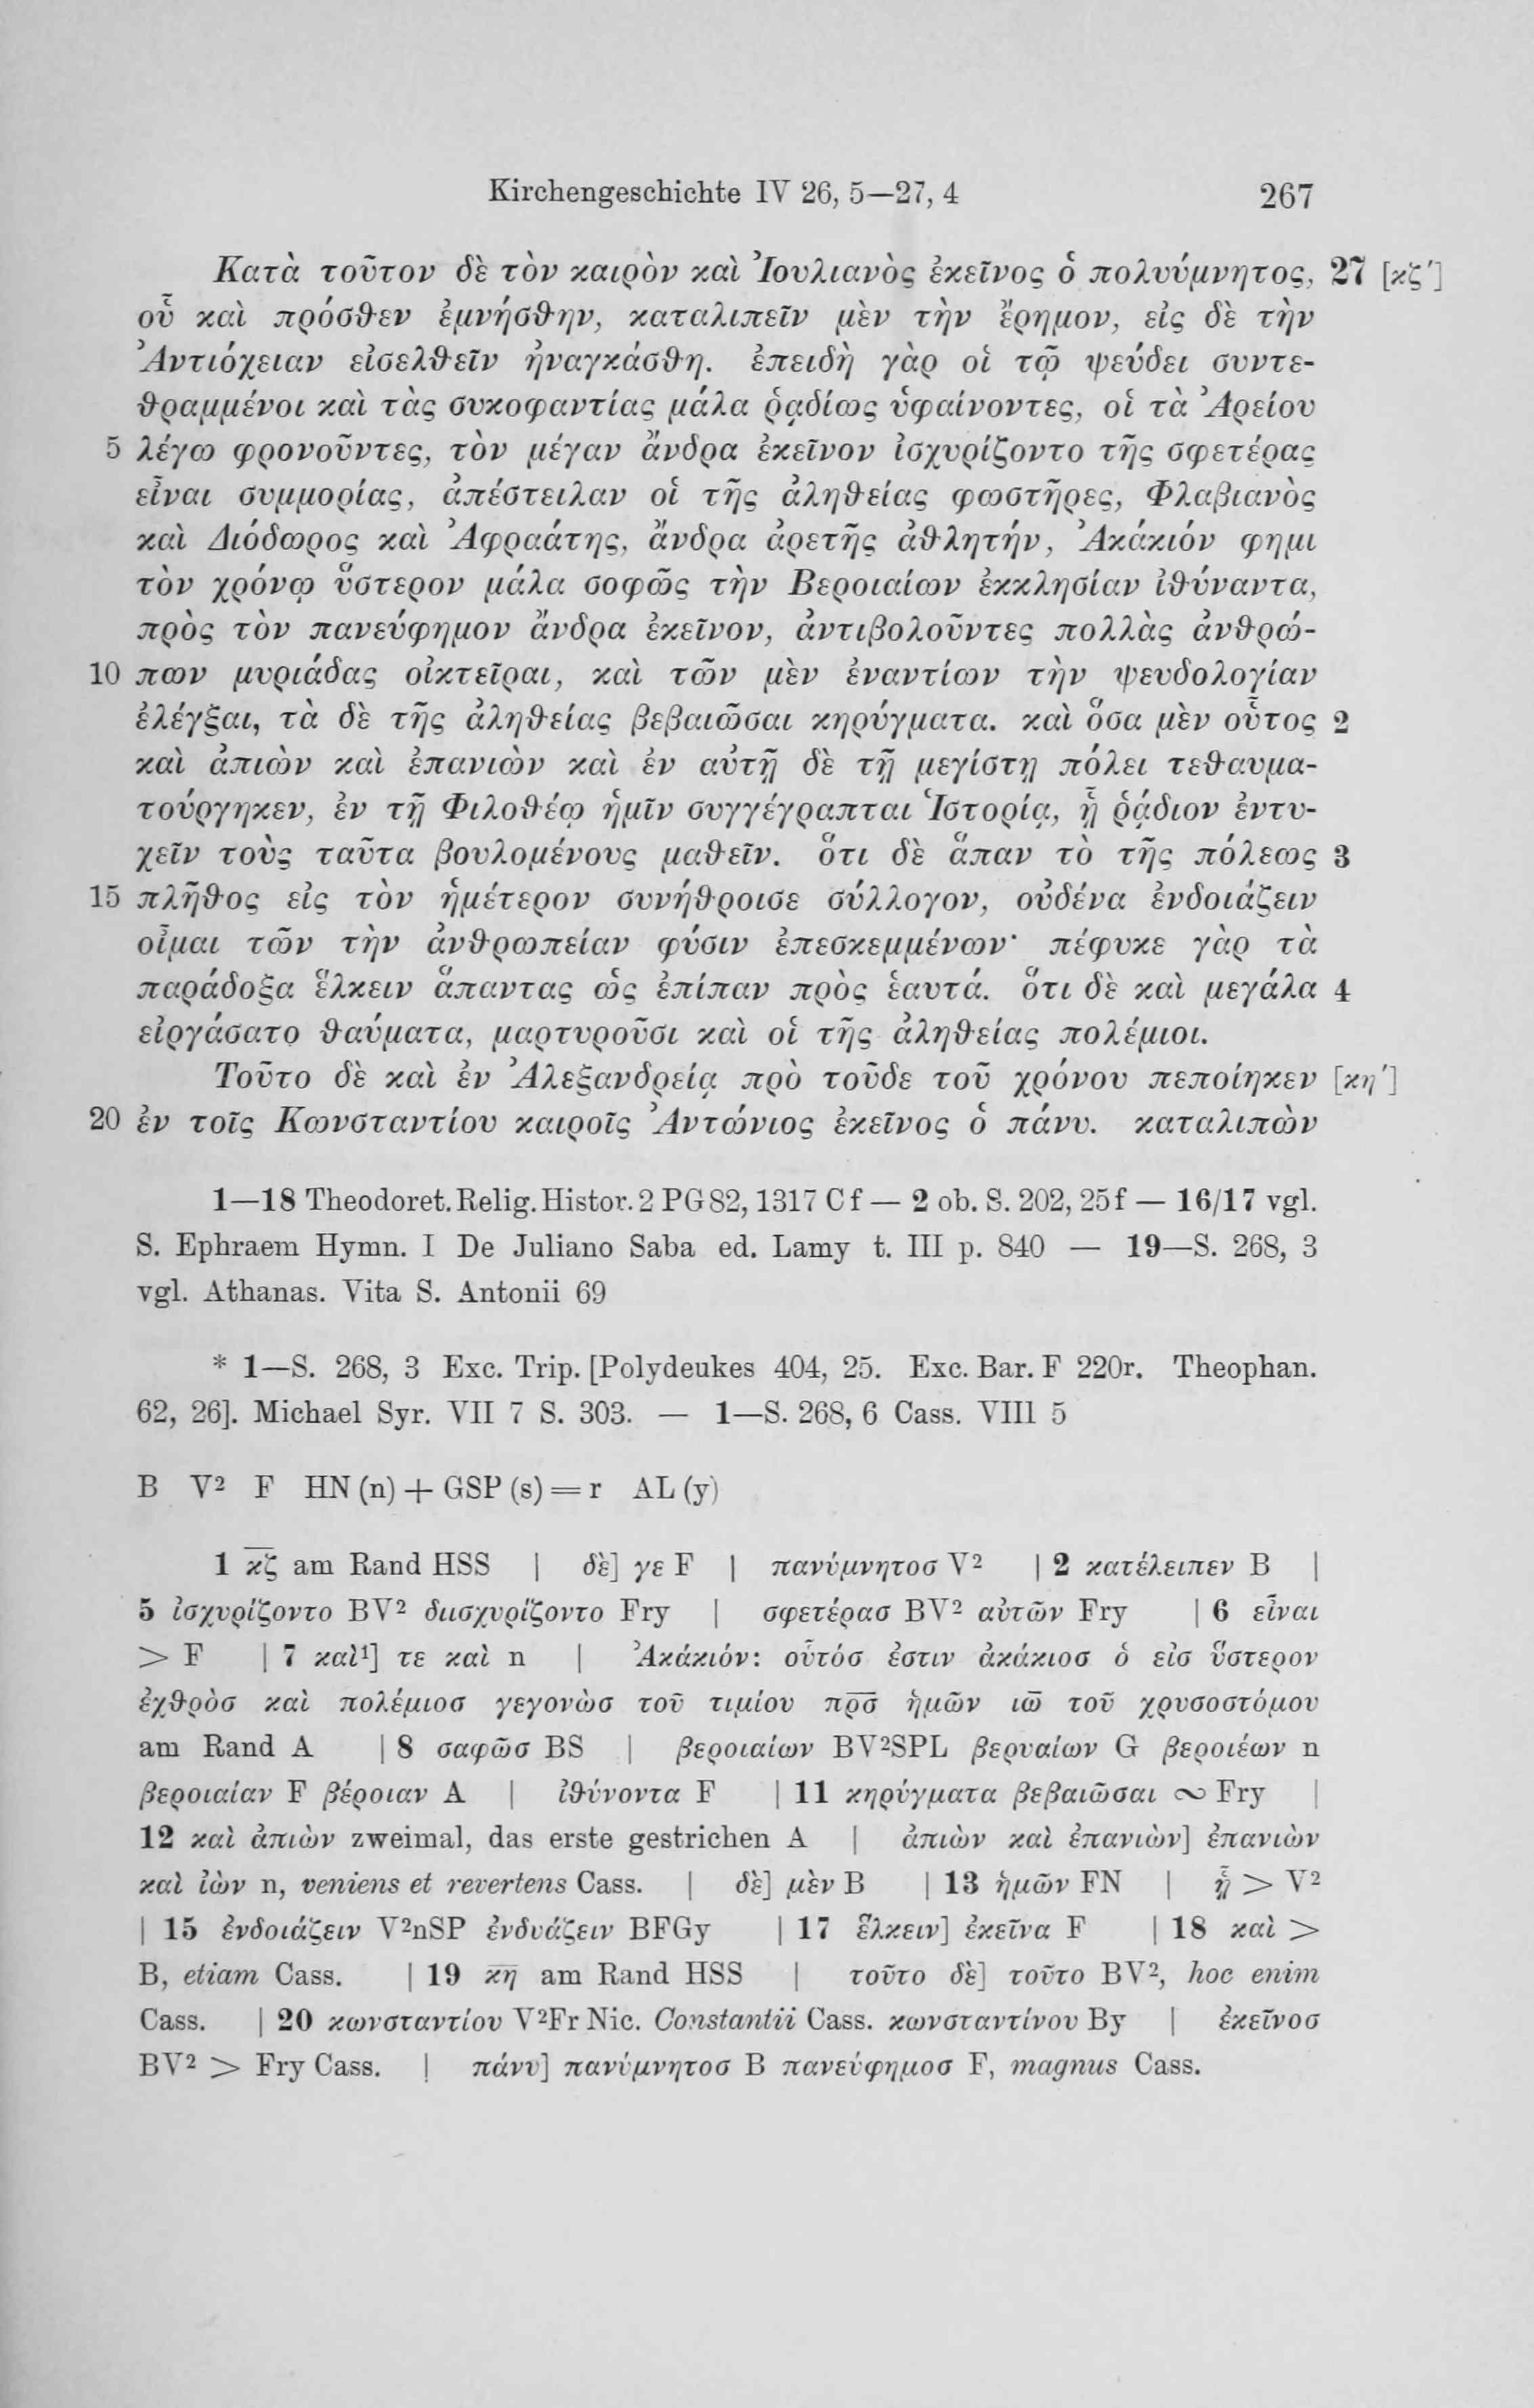 Kirchengeschichte IV 26, 5—27, 4 267
Κατὰ τοῦτον δὲ τὸν καιρὸν καὶ Ἰουλιανὸς ἐκεῖνος ὁ πολυύμνητος, 27 [κζʹ]
οὗ καὶ πρόσθεν ἐμνήσθην, καταλιπεῖν μὲν τὴν ἔρημον, εἰς δὲ τὴν
Ἀντιόχειαν εἰσελθεῖν ἠναγκάσθη. ἐπειδὴ γὰρ οἱ τῷ ψεύδει συντε-
θραμμένοι καὶ τὰς συκοφαντίας μάλα ῥᾳδίως ὑφαίνοντες, οἱ τὰ Ἀρείου
5 λέγω φρονοῦντες, τὸν μέγαν ἄνδρα ἐκεῖνον ἰσχυρίζοντο τῆς σφετέρας
εἶναι συμμορίας, ἀπέστειλαν οἱ τῆς ἀληθείας φωστῆρες, Φλαβιανὸς
καὶ Διόδωρος καὶ Ἀφραάτης, ἄνδρα ἀρετῆς ἀθλητήν, Ἀκάκιόν φημι
τὸν χρόνῳ ὕστερον μάλα σοφῶς τὴν Βεροιαίων ἐκκλησίαν ἰθύναντα,
πρὸς τὸν πανεύφημον ἄνδρα ἐκεῖνον, ἀντιβολοῦντες πολλὰς ἀνθρώ-
10 πων μυριάδας οἰκτεῖραι, καὶ τῶν μὲν ἐναντίων τὴν ψευδολογίαν
ἐλέγξαι, τὰ δὲ τῆς ἀληθείας βεβαιῶσαι κηρύγματα. καὶ ὅσα μὲν οὗτος 2
καὶ ἀπιὼν καὶ ἐπανιὼν καὶ ἐν αὐτῇ δὲ τῇ μεγίστῃ πόλει τεθαυμα-
τούργηκεν, ἐν τῇ Φιλοθέῳ ἡμῖν συγγέγραπται Ἱστορίᾳ, ᾗ ῥᾴδιον ἐντυ-
χεῖν τοὺς ταῦτα βουλομένους μαθεῖν. ὅτι δὲ ἅπαν τὸ τῆς πόλεως 3
15 πλῆθος εἰς τὸν ἡμέτερον συνήθροισε σύλλογον, οὐδένα ἐνδοιάζειν
οἶμαι τῶν τὴν ἀνθρωπείαν φύσιν ἐπεσκεμμένων· πέφυκε γὰρ τὰ
παράδοξα ἕλκειν ἅπαντας ὡς ἐπίπαν πρὸς ἑαυτά. ὅτι δὲ καὶ μεγάλα 4
εἰργάσατο θαύματα, μαρτυροῦσι καὶ οἱ τῆς ἀληθείας πολέμιοι.
Τοῦτο δὲ καὶ ἐν Ἀλεξανδρείᾳ πρὸ τοῦδε τοῦ χρόνου πεποίηκεν [κηʹ]
20 ἐν τοῖς Κωνσταντίου καιροῖς Ἀντώνιος ἐκεῖνος ὁ πάνυ. καταλιπὼν
1—18 Theodoret. Relig. Histor. 2 PG 82, 1317 C f — 2 ob. S. 202, 25 f — 16/17 vgl.
S. Ephraem Hymn. I De Juliano Saba ed. Lamy t. III p. 840 — 19—S. 268, 3
vgl. Athanas. Vita S. Antonii 69
* 1—S. 268, 3 Exc. Trip. [Polydeukes 404, 25. Exc. Bar. F 220r. Theophan.
62, 26]. Michael Syr. VII 7 S. 303. — 1—S. 268, 6 Cass. VIII 5
B V² F HN (n) + GSP (s) = r AL (y)
1 κ̅ζ̅ am Rand HSS | δὲ] γε F | πανύμνητοσ V² | 2 κατέλειπεν B |
5 ἰσχυρίζοντο BV² διισχυρίζοντο Fry | σφετέρασ BV² αὐτῶν Fry | 6 εἶναι
> F | 7 καὶ¹] τε καὶ n | Ἀκάκιόν: οὗτόσ ἐστιν ἀκάκιοσ ὁ εἰσ ὕστερον
ἐχθρὸσ καὶ πολέμιοσ γεγονὼσ τοῦ τιμίου π̅ρ̅σ̅ ἡμῶν ιω̅ τοῦ χρυσοστόμου
am Rand A | 8 σαφῶσ BS | βεροιαίων BV²SPL βερυαίων G βεροιέων n
βεροιαίαν F βέροιαν A | ἰθύνοντα F | 11 κηρύγματα βεβαιῶσαι ∾ Fry |
12 καὶ ἀπιὼν zweimal, das erste gestrichen A | ἀπιὼν καὶ ἐπανιὼν] ἐπανιὼν
καὶ ἰὼν n, veniens et revertens Cass. | δὲ] μὲν B | 13 ἡμῶν FN | ᾗ > V²
| 15 ἐνδοιάζειν V²nSP ἐνδυάζειν BFGy | 17 ἕλκειν] ἐκεῖνα F | 18 καὶ >
B, etiam Cass. | 19 κ̅η̅ am Rand HSS | τοῦτο δὲ] τοῦτο BV², hoc enim
Cass. | 20 κωνσταντίου V²Fr Nic. Constantii Cass. κωνσταντίνου By | ἐκεῖνοσ
BV² > Fry Cass. | πάνυ] πανύμνητοσ B πανεύφημοσ F, magnus Cass.